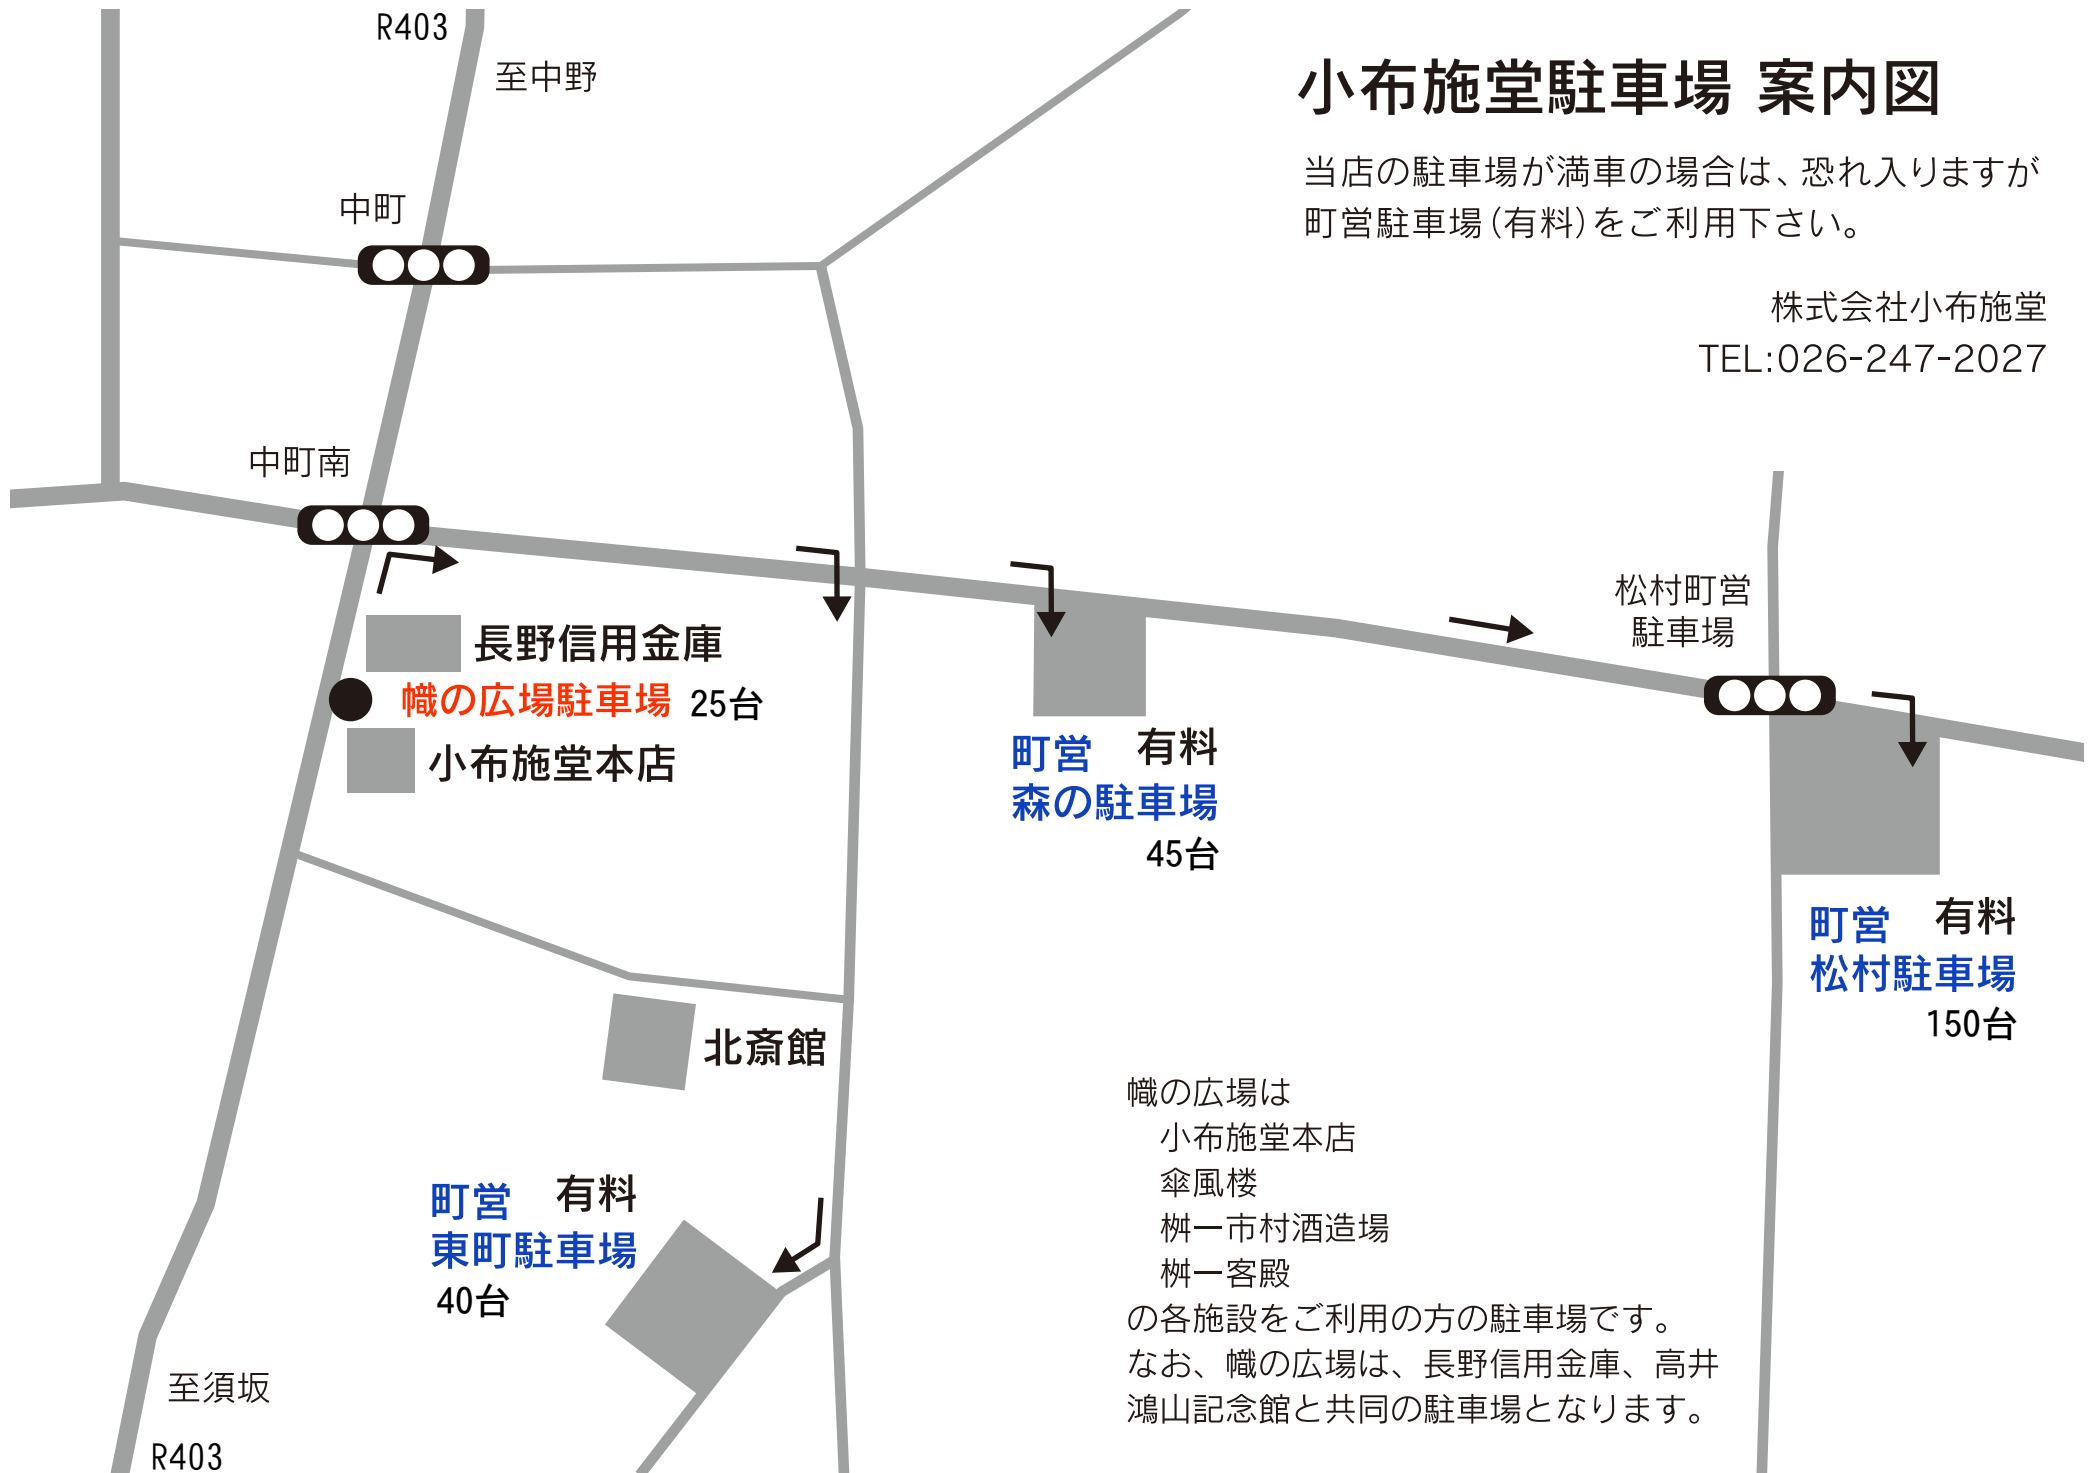 小布施堂駐車場 案内図
当店の駐車場が満車の場合は、恐れ入りますが
町営駐車場(有料)をご利用下さい。
株式会社小布施堂
TEL:026-247-2027
R403
至中野
中町
中町南
長野信用金庫
幟の広場駐車場 25台
小布施堂本店
町営 有料
森の駐車場
45台
松村町営
駐車場
町営 有料
松村駐車場
150台
北斎館
町営 有料
東町駐車場
40台
至須坂
R403
幟の広場は
小布施堂本店
傘風楼
桝一市村酒造場
桝一客殿
の各施設をご利用の方の駐車場です。
なお、幟の広場は、長野信用金庫、高井
鴻山記念館と共同の駐車場となります。